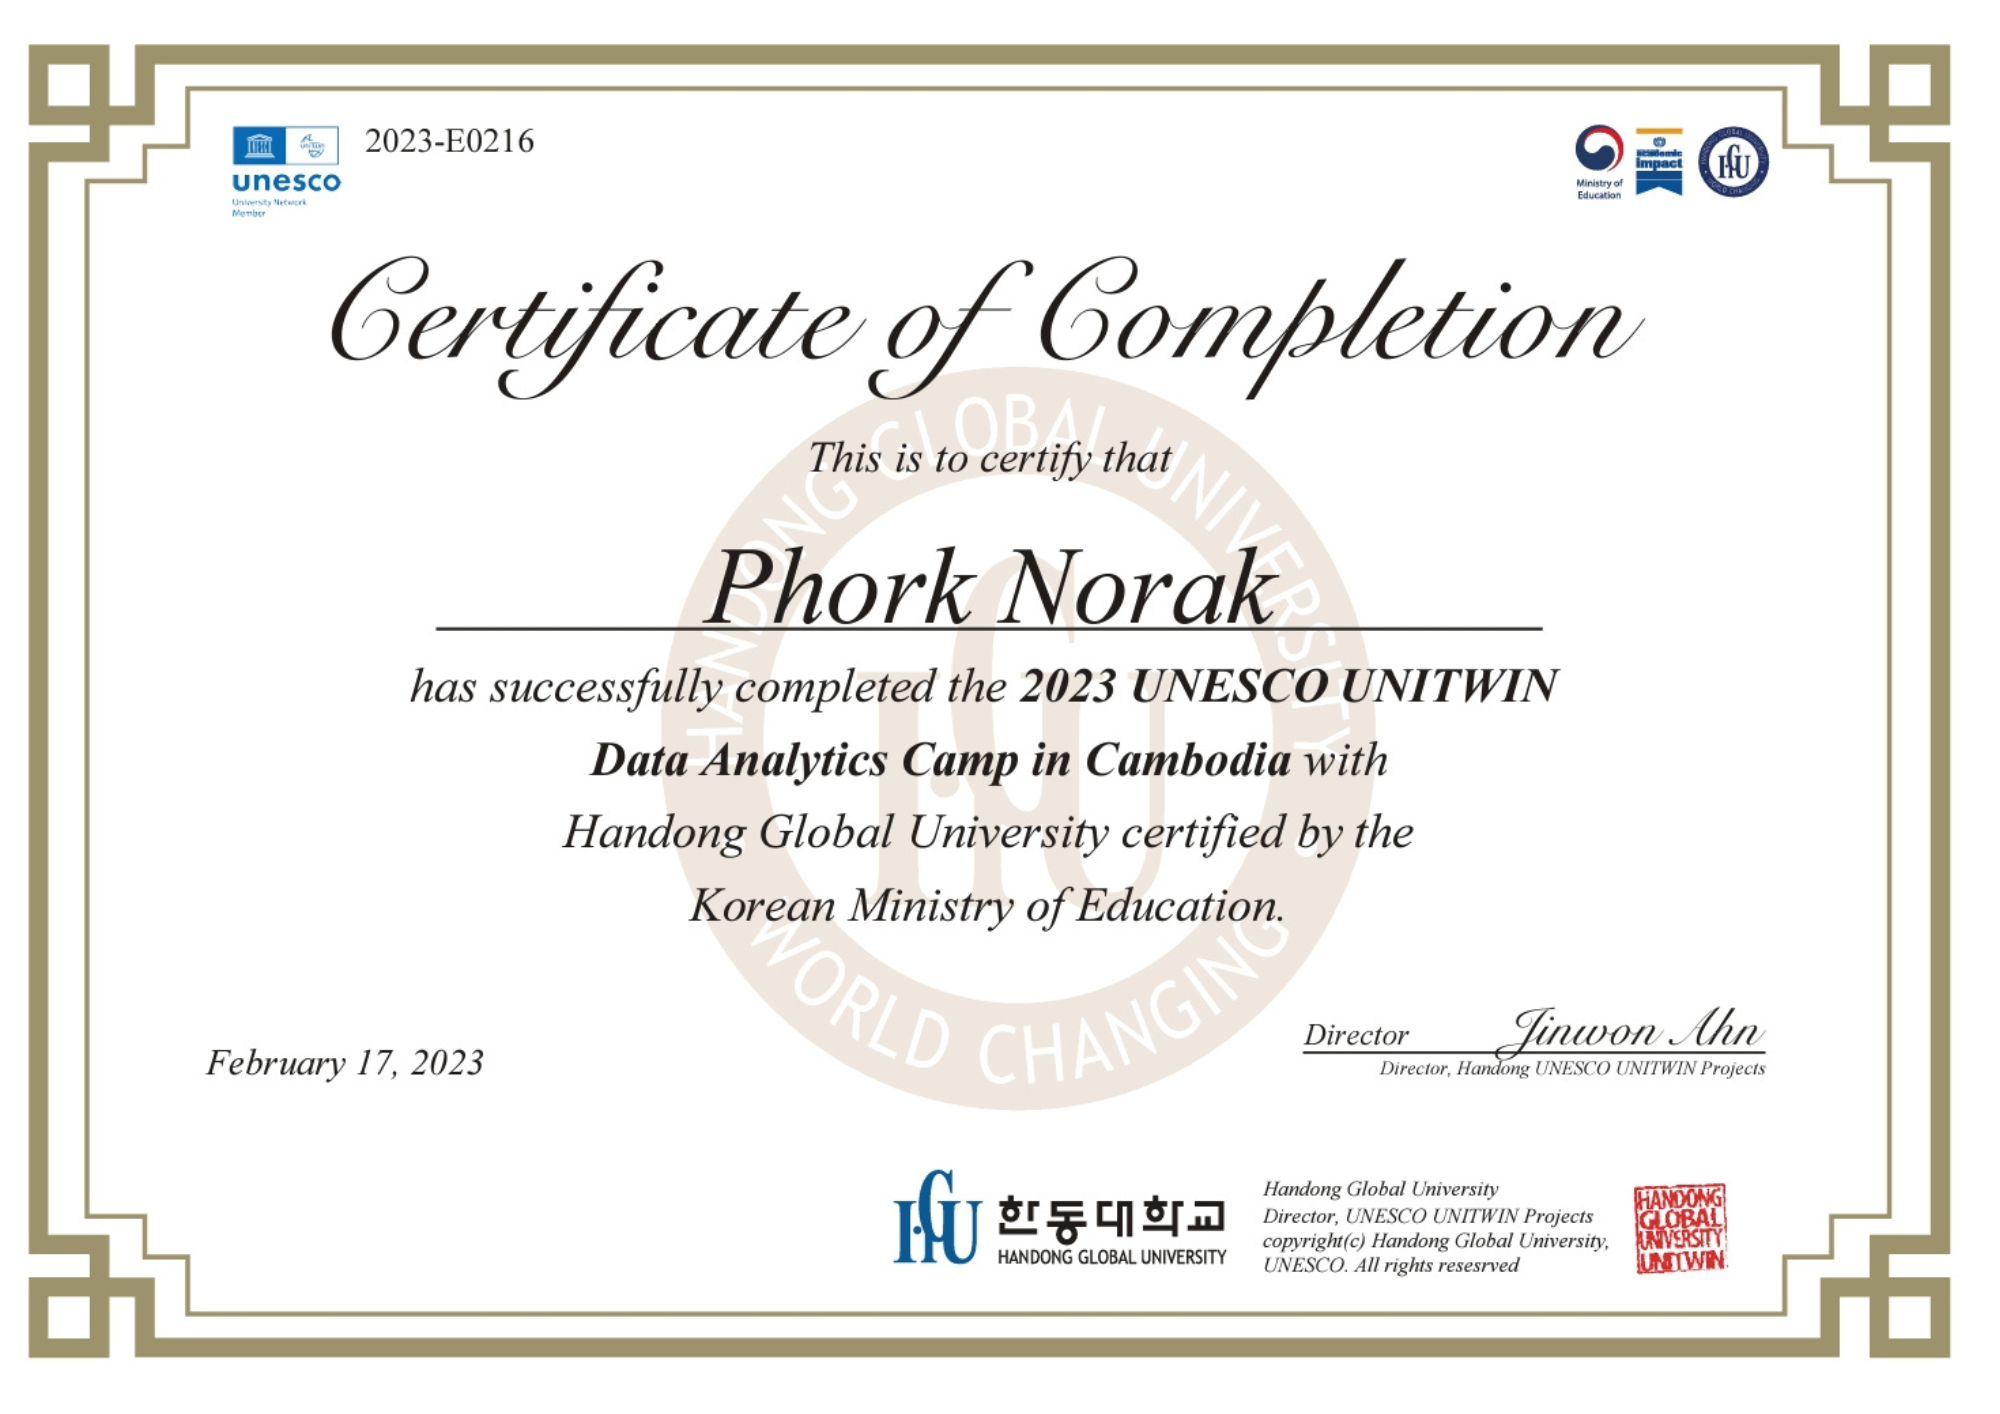 2023-E0216
unesco
University Network
Member
Ministry of
Education
academic
impact
Certificate of Completion
This is to certify that
Phork Norak
has successfully completed the 2023 UNESCO UNITWIN
Data Analytics Camp in Cambodia with
Handong Global University certified by the
Korean Ministry of Education.
HANDONG GLOBAL UNIVERSITY
WORLD CHANGING
February 17, 2023
Director Jinwon Ahn
Director, Handong UNESCO UNITWIN Projects
한동대학교
HANDONG GLOBAL UNIVERSITY
Handong Global University
Director, UNESCO UNITWIN Projects
copyright(c) Handong Global University,
UNESCO. All rights resesrved
HANDONG
GLOBAL
UNIVERSITY
UNITWIN